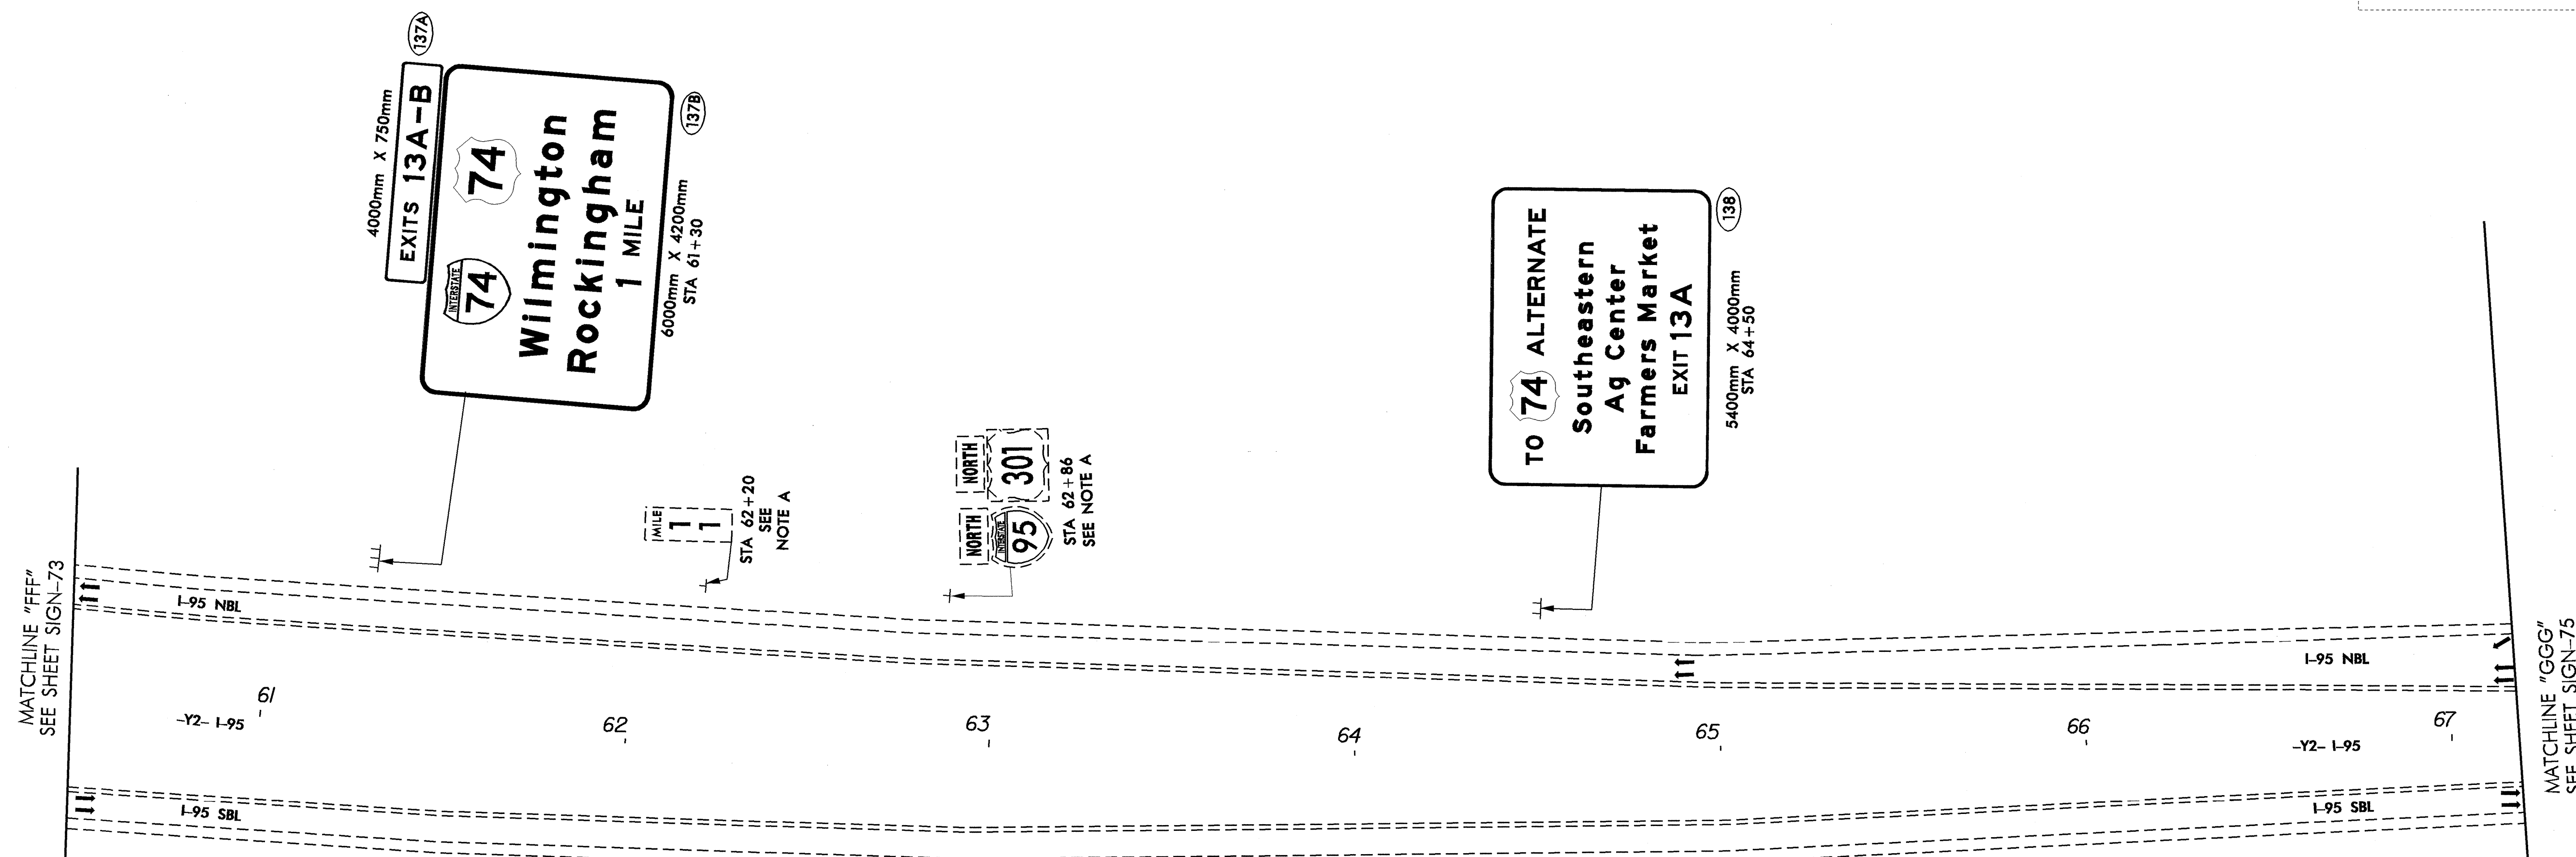 137A
4000mm X 750mm
EXITS 13A-B
INTERSTATE
74
74
Wilmington
Rockingham
1 MILE
137B
6000mm X 4200mm
STA 61+30
MILE
1
1
STA 62+20
SEE
NOTE A
NORTH
NORTH
INTERSTATE
95
301
STA 62+86
SEE NOTE A
TO 74 ALTERNATE
Southeastern
Ag Center
Farmers Market
EXIT 13A
138
5400mm X 4000mm
STA 64+50
MATCHLINE "FFF"
SEE SHEET SIGN-73
I-95 NBL
I-95 NBL
61
62
63
64
65
66
67
-Y2- I-95
-Y2- I-95
I-95 SBL
I-95 SBL
MATCHLINE "GGG"
SEE SHEET SIGN-75